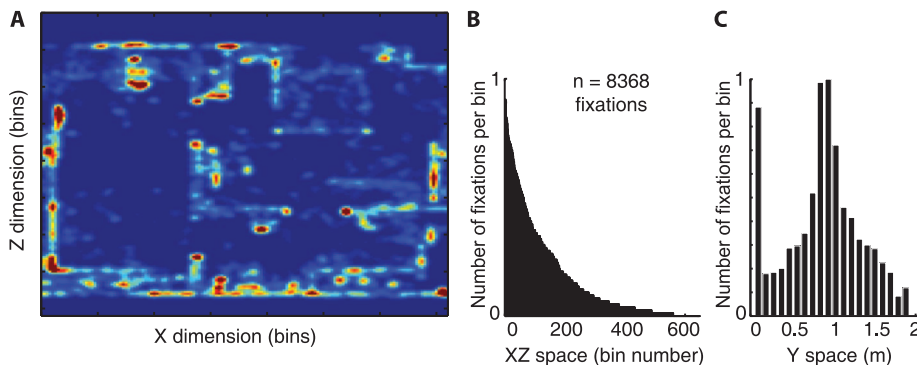 A
Z dimension (bins)
X dimension (bins)
B
n = 8368
fixations
Number of fixations per bin
1
0
0 200 400 600
XZ space (bin number)
C
Number of fixations per bin
1
0
0 0.5 1 1.5 2
Y space (m)